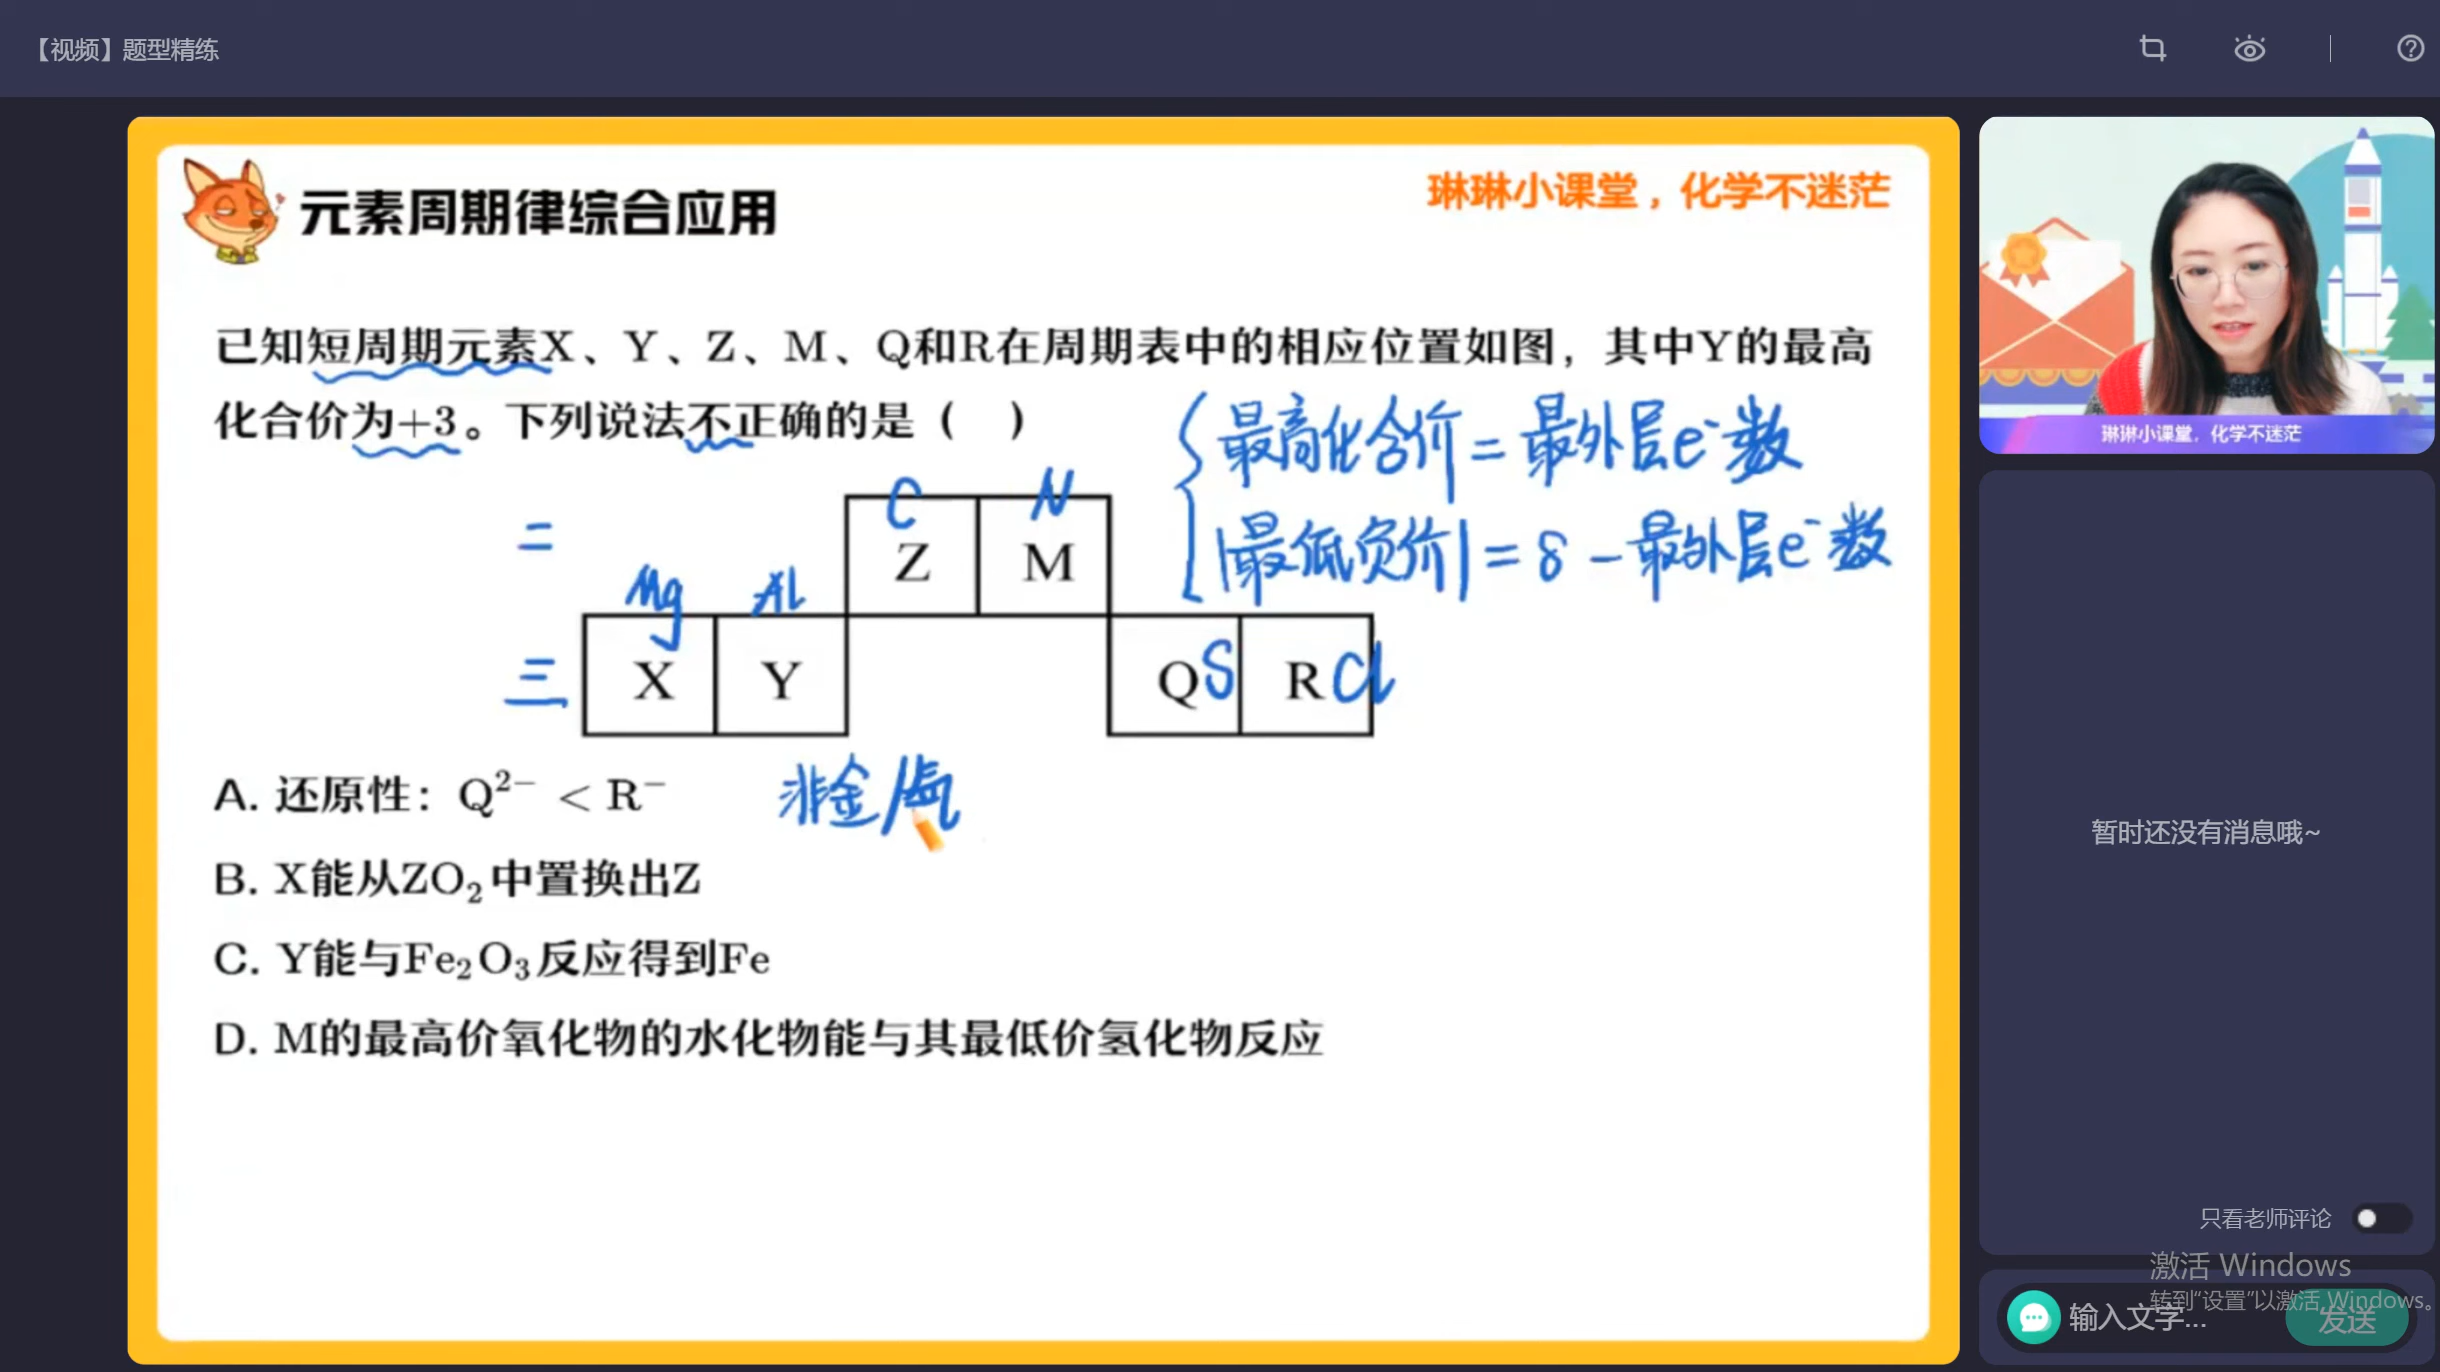 【视频】题型精练
元素周期律综合应用
琳琳小课堂，化学不迷茫
已知短周期元素X、Y、Z、M、Q和R在周期表中的相应位置如图，其中Y的最高
化合价为+3。下列说法不正确的是（ ）
最高化合价=最外层e⁻数
|最低负价|=8-最外层e⁻数
二 C N
Z M
Mg Al
三 X Y Q S R Cl
A. 还原性：Q²⁻ < R⁻
非金/氧
B. X能从ZO₂中置换出Z
C. Y能与Fe₂O₃反应得到Fe
D. M的最高价氧化物的水化物能与其最低价氢化物反应
琳琳小课堂，化学不迷茫
暂时还没有消息哦~
只看老师评论
激活 Windows
转到"设置"以激活 Windows。
输入文字...
发送